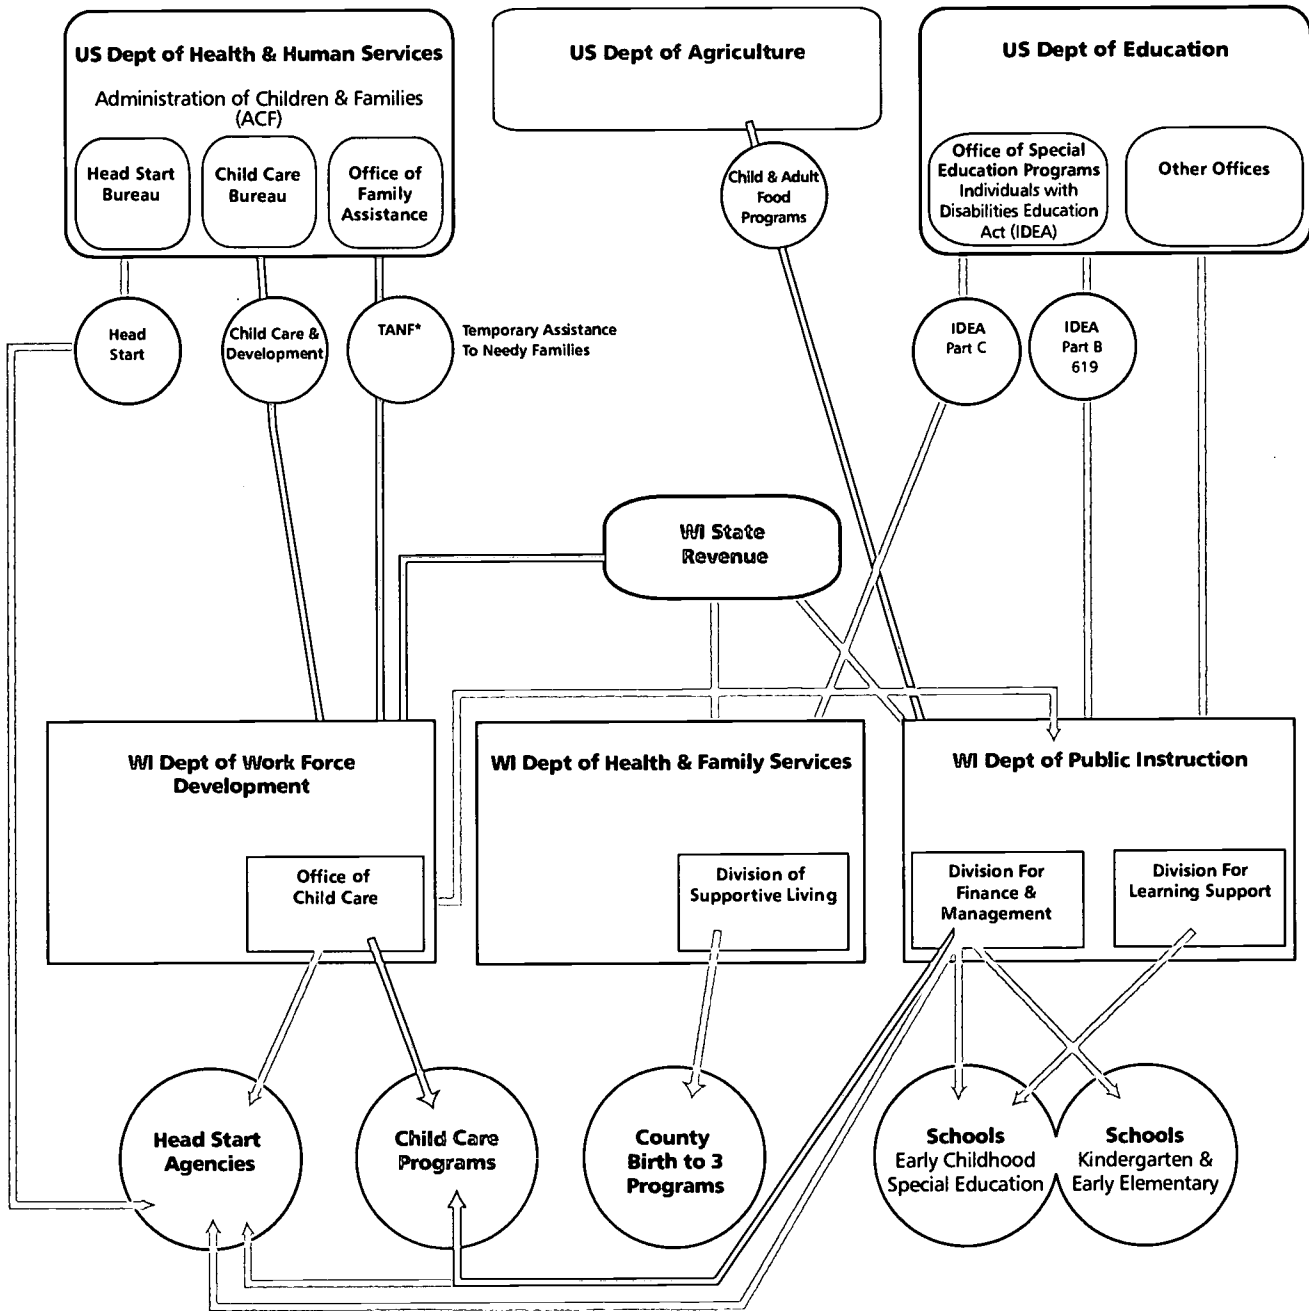 US Dept of Health & Human Services
Administration of Children & Families
(ACF)
Head Start
Bureau
Child Care
Bureau
Office of
Family
Assistance
US Dept of Agriculture
Child & Adult
Food
Programs
US Dept of Education
Office of Special
Education Programs
Individuals with
Disabilities Education
Act (IDEA)
Other Offices
Head
Start
Child Care &
Development
TANF*
Temporary Assistance
To Needy Families
IDEA
Part C
IDEA
Part B
619
WI State
Revenue
WI Dept of Work Force
Development
Office of
Child Care
WI Dept of Health & Family Services
Division of
Supportive Living
WI Dept of Public Instruction
Division For
Finance &
Management
Division For
Learning Support
Head Start
Agencies
Child Care
Programs
County
Birth to 3
Programs
Schools
Early Childhood
Special Education
Schools
Kindergarten &
Early Elementary